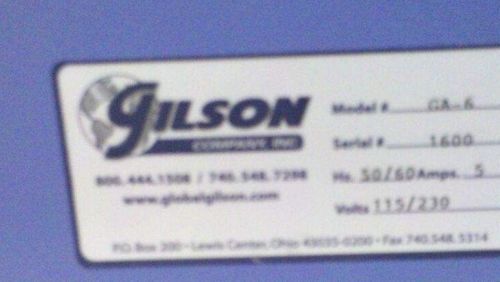 GILSON
COMPANY, INC.
800.444.1508 / 740.548.7298
www.globalgilson.com
Model # GA-6
Serial # 1600
Hz. 50/60 Amps. 5
Volts 115/230
P.O. Box 200 - Lewis Center, Ohio 43035-0200 - Fax 740.548.5314